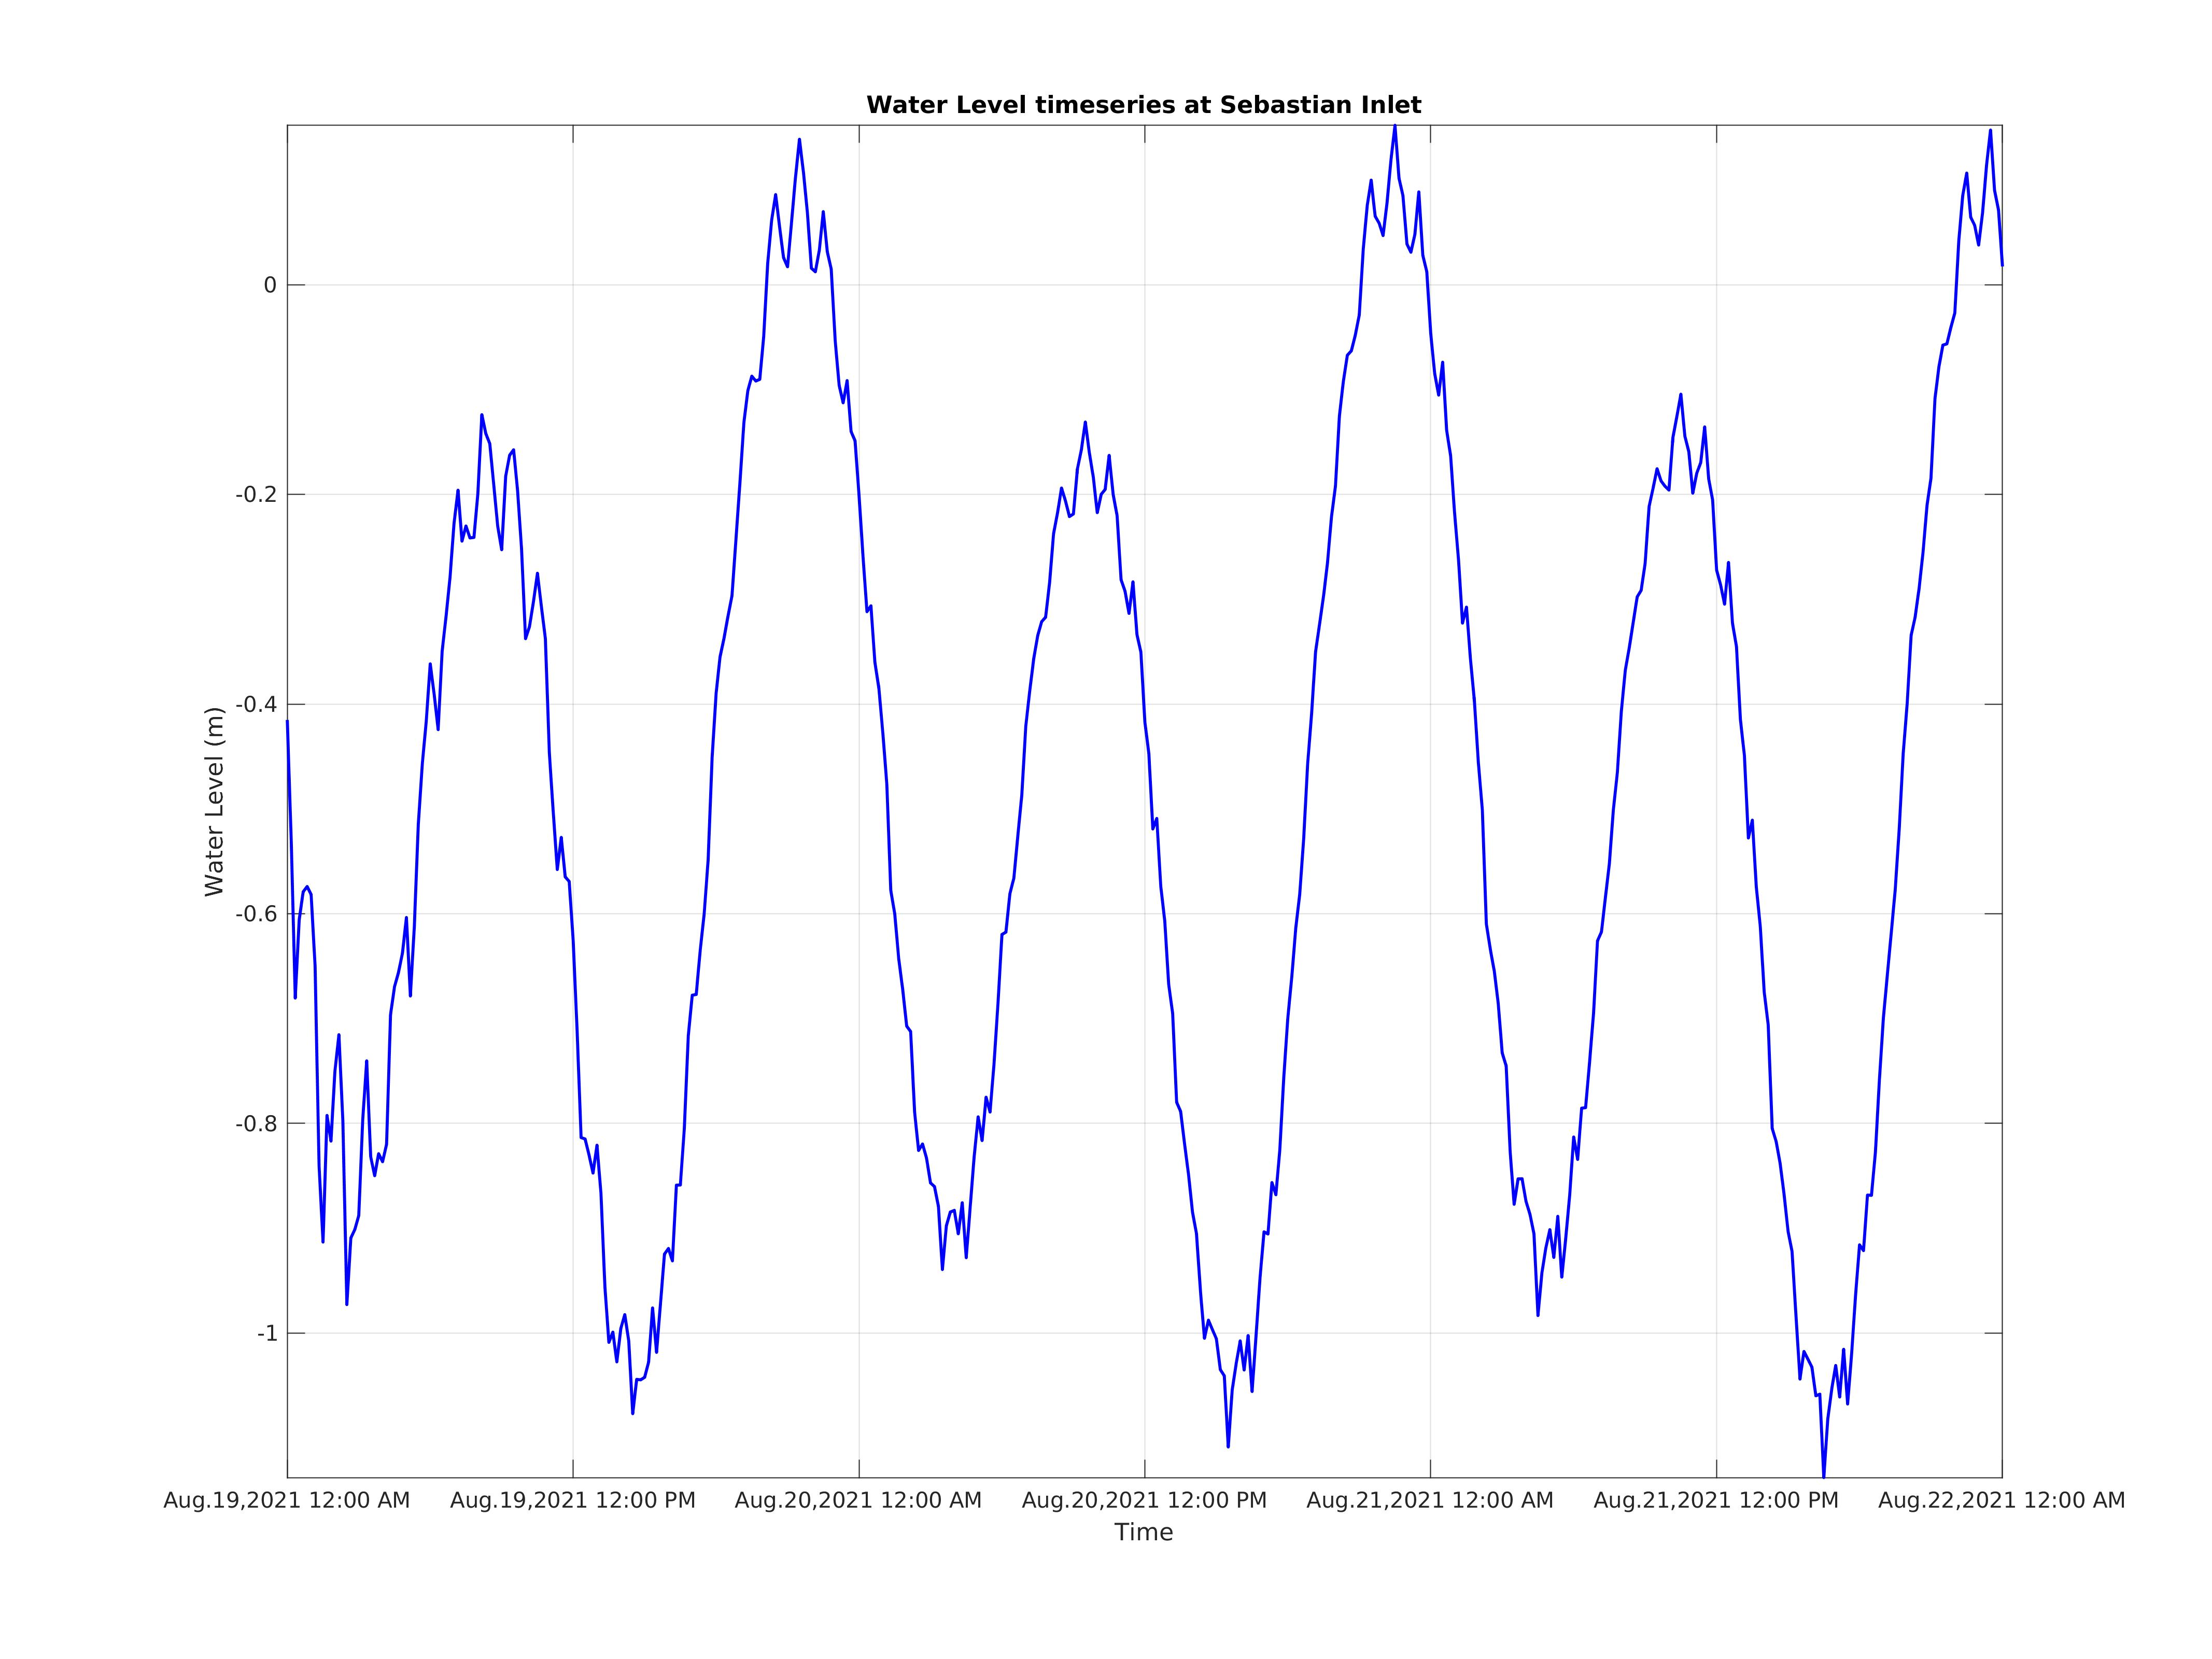 Water Level timeseries at Sebastian Inlet
0
-0.2
-0.4
-0.6
-0.8
-1
Water Level (m)
Aug.19,2021 12:00 AM
Aug.19,2021 12:00 PM
Aug.20,2021 12:00 AM
Aug.20,2021 12:00 PM
Aug.21,2021 12:00 AM
Aug.21,2021 12:00 PM
Aug.22,2021 12:00 AM
Time